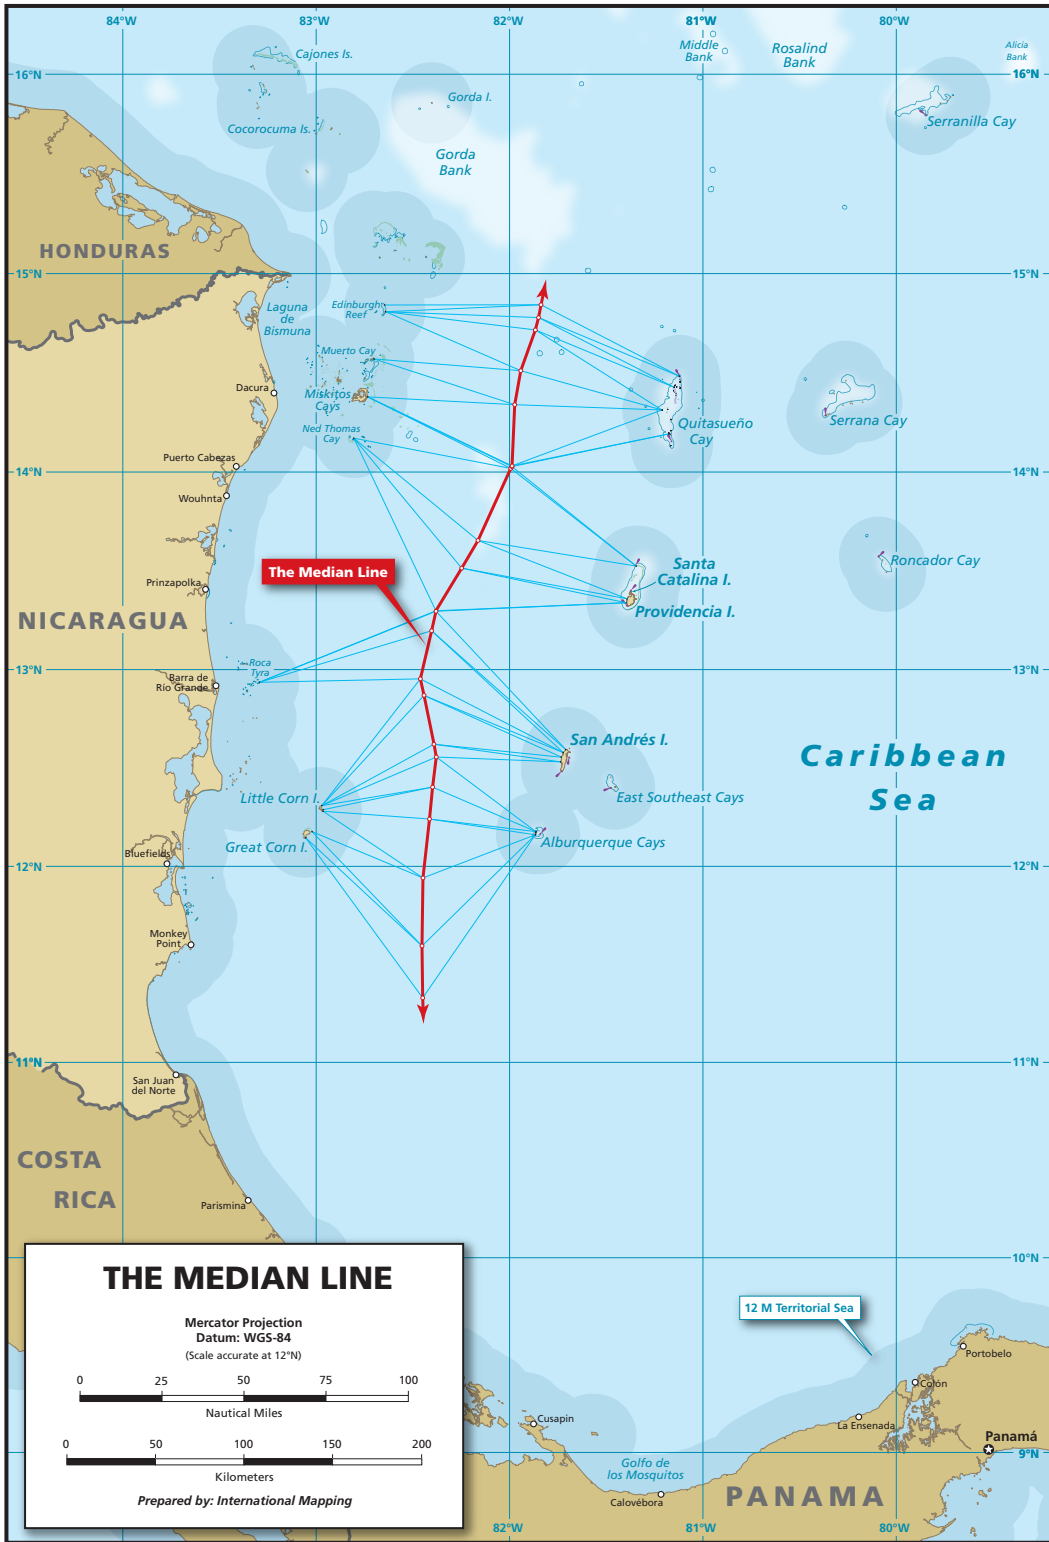 84°W
83°W
82°W
81°W
80°W
Cajones Is.
Middle
Bank
Rosalind
Bank
Alicia
Bank
16°N
16°N
Gorda I.
Cocorocuma Is.
Serranilla Cay
Gorda
Bank
HONDURAS
15°N
15°N
Laguna
de
Bismuna
Edinburgh
Reef
Muerto Cay
Dacura
Miskitos
Cays
Ned Thomas
Cay
Quitasueño
Cay
Serrana Cay
Puerto Cabezas
14°N
14°N
Wouhnta
The Median Line
Santa
Catalina I.
Roncador Cay
Prinzapolka
Providencia I.
NICARAGUA
13°N
13°N
Roca
Tyra
Barra de
Río Grande
San Andrés I.
Caribbean
Sea
Little Corn I.
East Southeast Cays
Great Corn I.
Alburquerque Cays
Bluefields
12°N
12°N
Monkey
Point
11°N
11°N
San Juan
del Norte
COSTA
RICA
Parismina
10°N
THE MEDIAN LINE
Mercator Projection
Datum: WGS-84
(Scale accurate at 12°N)
0 25 50 75 100
Nautical Miles
0 50 100 150 200
Kilometers
Prepared by: International Mapping
12 M Territorial Sea
Portobelo
Colón
Cusapin
La Ensenada
Panamá
9°N
Golfo de
los Mosquitos
Calovébora
PANAMA
82°W
81°W
80°W